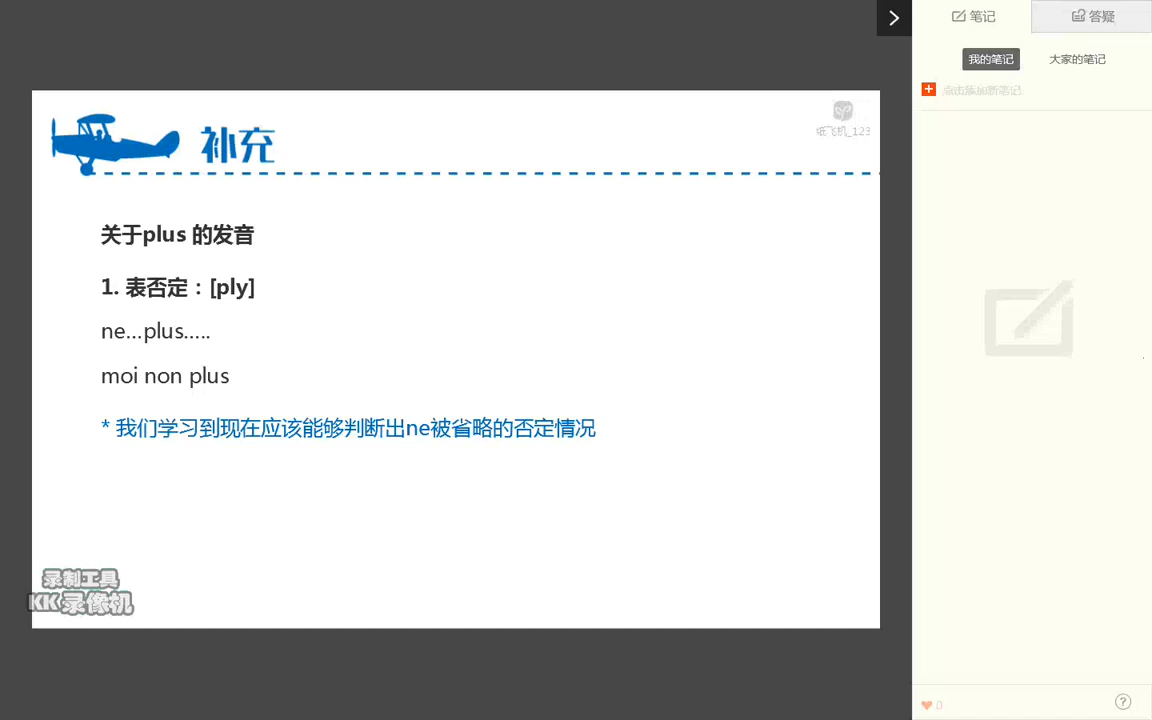 笔记
答疑
我的笔记
大家的笔记
点击添加新笔记
补充
纸飞机_123
关于plus 的发音
1. 表否定：[ply]
ne...plus.....
moi non plus
* 我们学习到现在应该能够判断出ne被省略的否定情况
录制工具
KK录像机
0